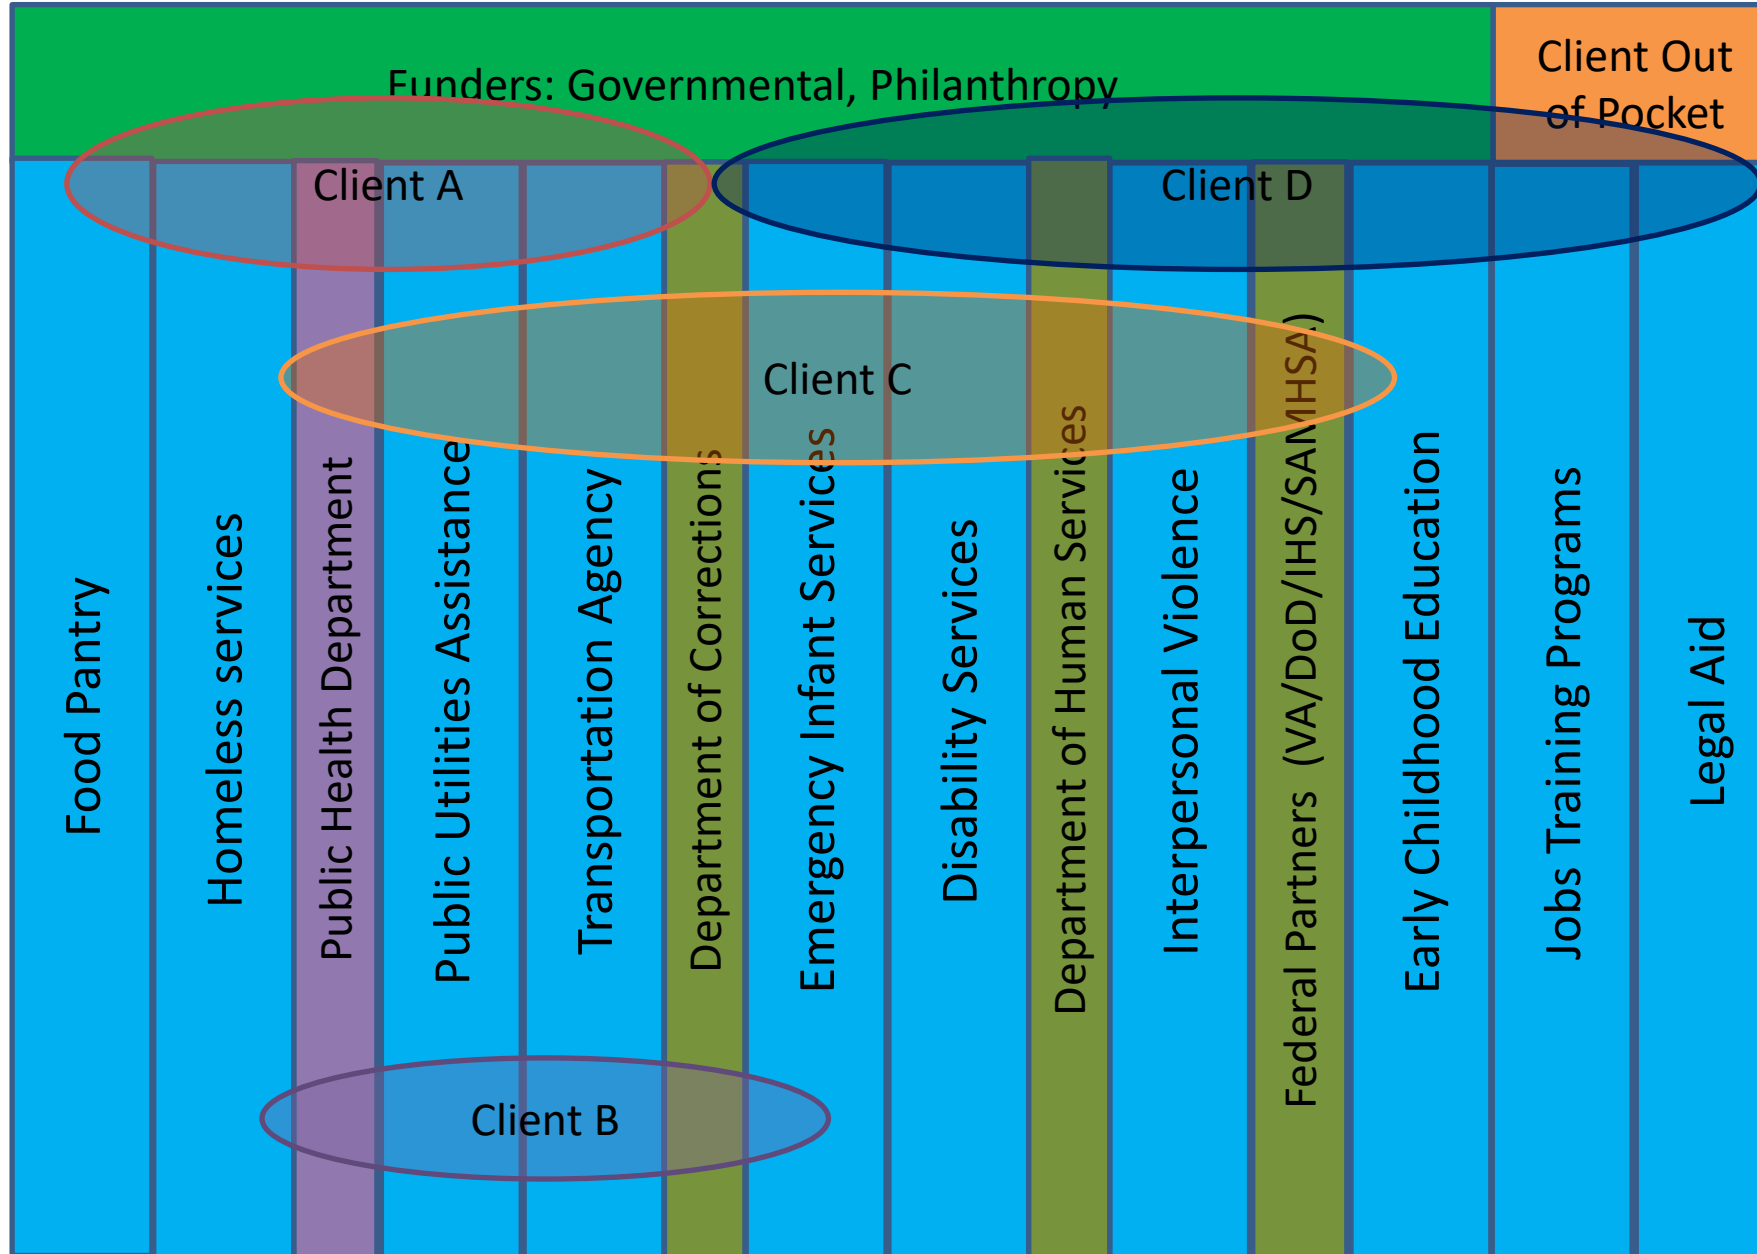 Funders: Governmental, Philanthropy
Client Out
of Pocket
Client A
Client D
Client C
Client B
Food Pantry
Homeless services
Public Health Department
Public Utilities Assistance
Transportation Agency
Department of Corrections
Emergency Infant Services
Disability Services
Department of Human Services
Interpersonal Violence
Federal Partners (VA/DoD/IHS/SAMHSA)
Early Childhood Education
Jobs Training Programs
Legal Aid